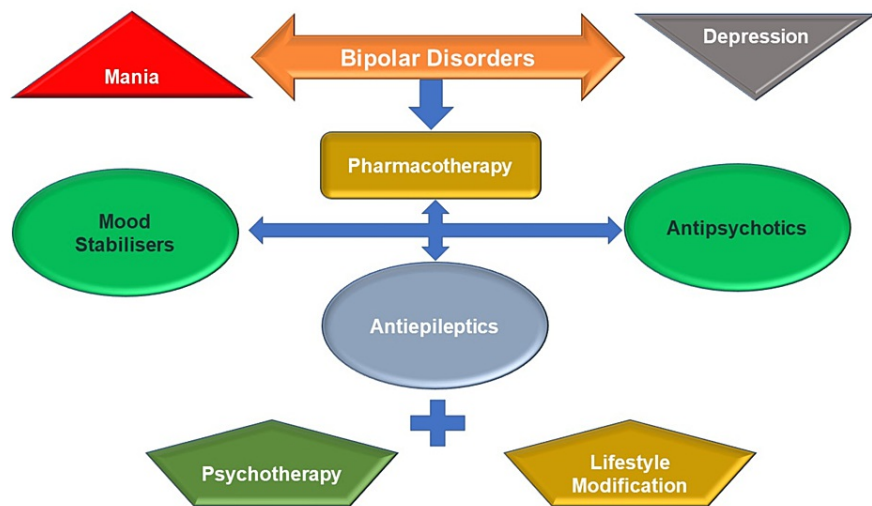 Mania
Bipolar Disorders
Depression
Pharmacotherapy
Mood
Stabilisers
Antipsychotics
Antiepileptics
Psychotherapy
Lifestyle
Modification